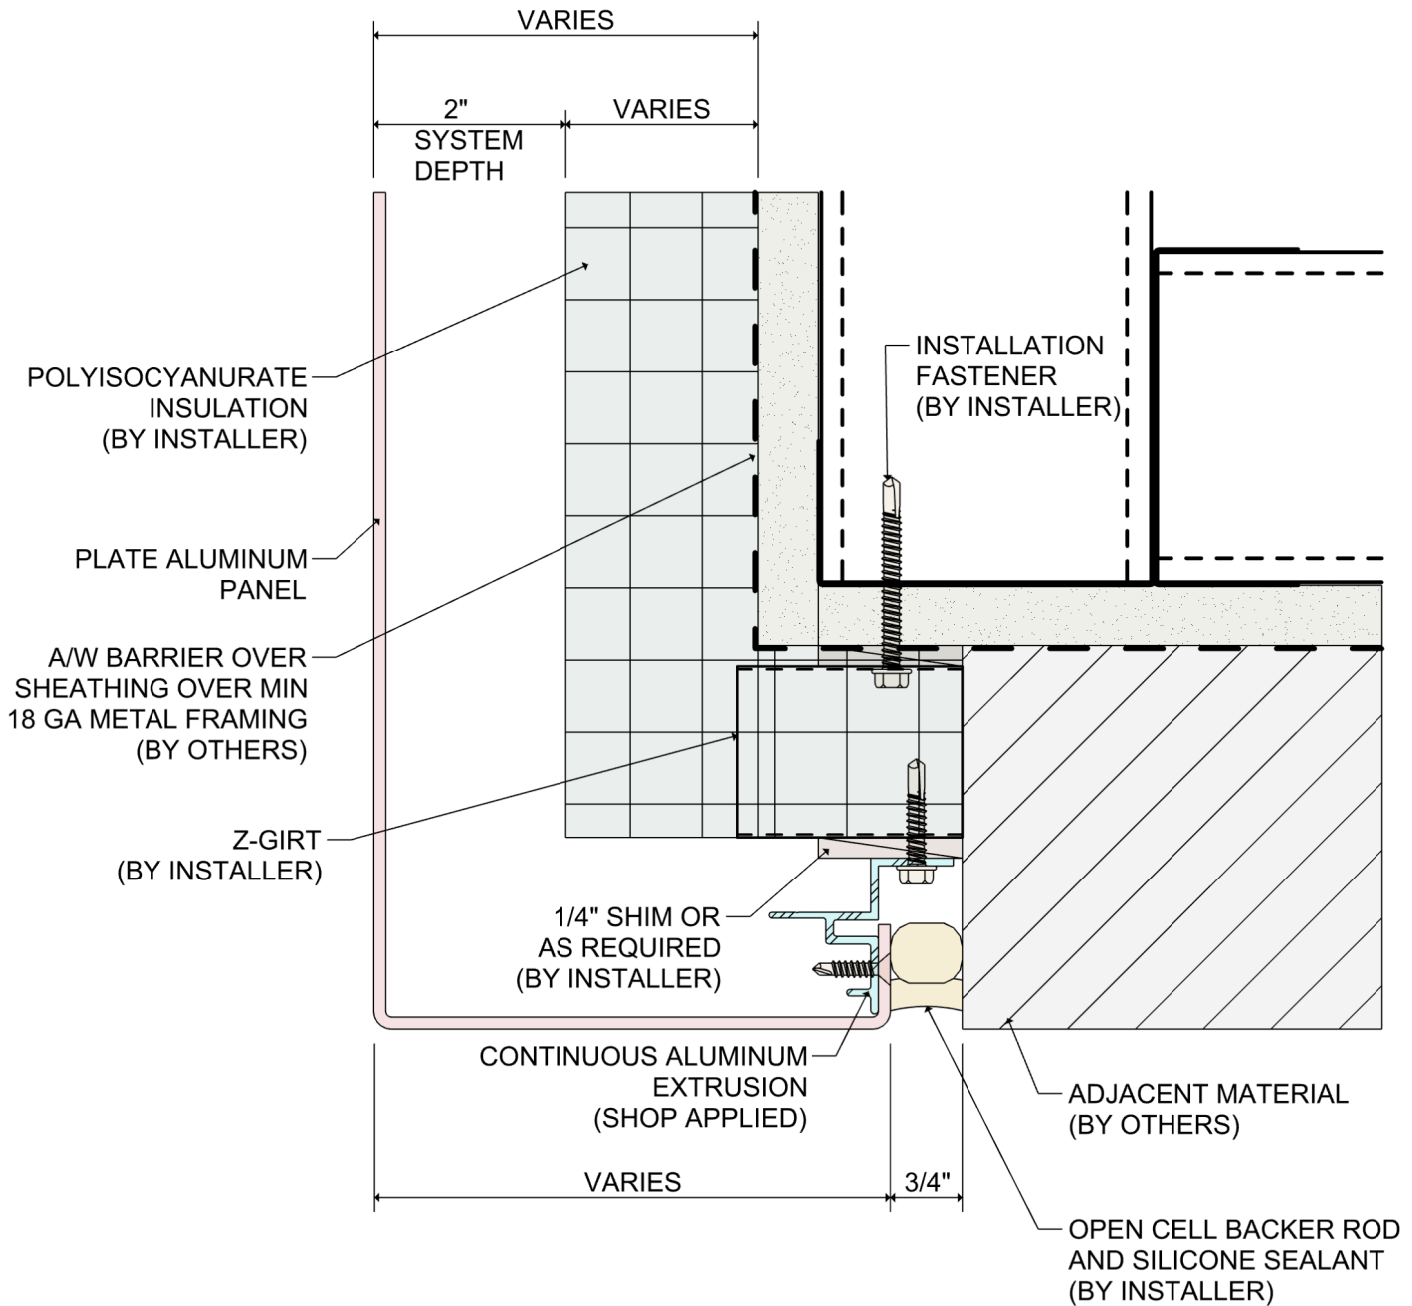 VARIES
2"
SYSTEM
DEPTH
VARIES
INSTALLATION
FASTENER
(BY INSTALLER)
POLYISOCYANURATE
INSULATION
(BY INSTALLER)
PLATE ALUMINUM
PANEL
A/W BARRIER OVER
SHEATHING OVER MIN
18 GA METAL FRAMING
(BY OTHERS)
Z-GIRT
(BY INSTALLER)
1/4" SHIM OR
AS REQUIRED
(BY INSTALLER)
CONTINUOUS ALUMINUM
EXTRUSION
(SHOP APPLIED)
ADJACENT MATERIAL
(BY OTHERS)
VARIES
3/4"
OPEN CELL BACKER ROD
AND SILICONE SEALANT
(BY INSTALLER)